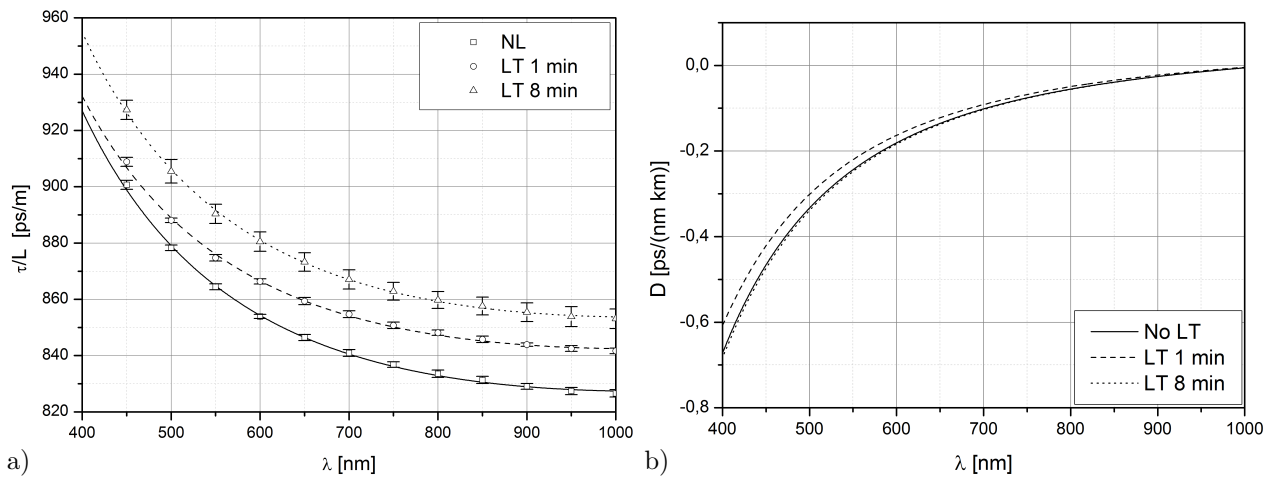 960
940
920
900
880
860
840
820
τ/L [ps/m]
NL
LT 1 min
LT 8 min
400 500 600 700 800 900 1000
λ [nm]
a)
0,0
-0,2
-0,4
-0,6
-0,8
D [ps/(nm km)]
No LT
LT 1 min
LT 8 min
400 500 600 700 800 900 1000
λ [nm]
b)